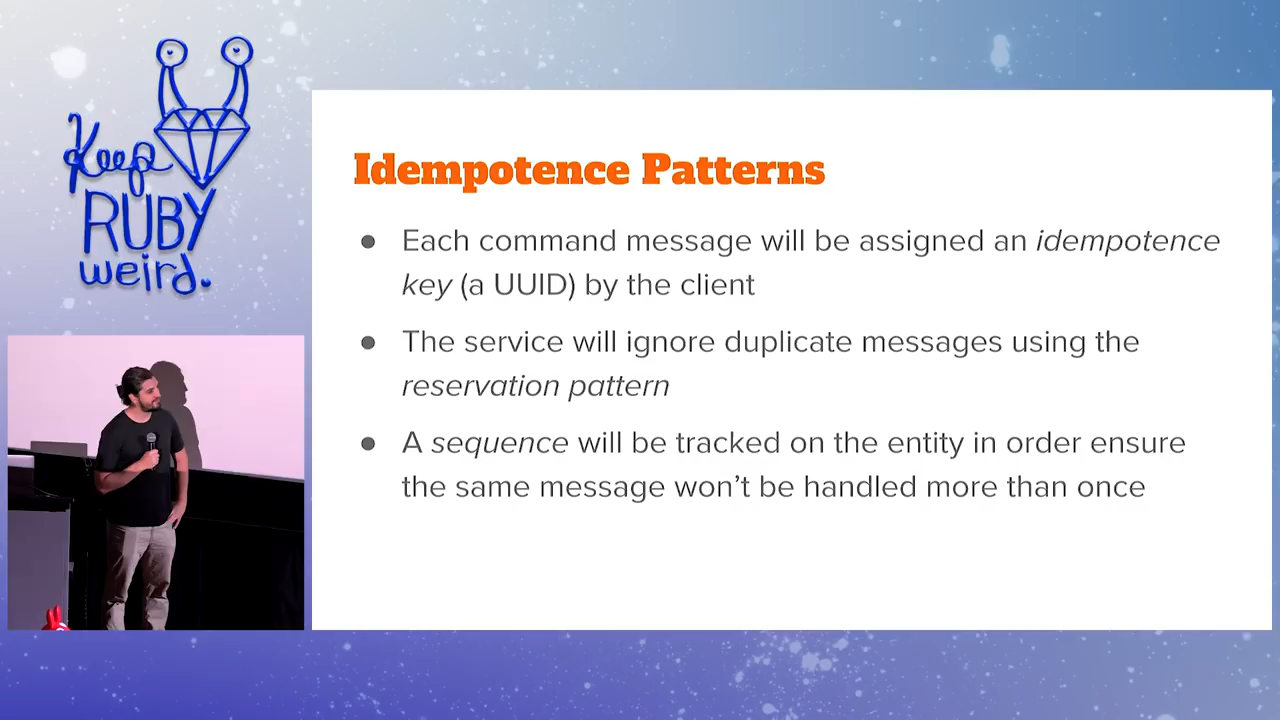 Keep
RUBY
weird.
Idempotence Patterns
● Each command message will be assigned an idempotence
key (a UUID) by the client
● The service will ignore duplicate messages using the
reservation pattern
● A sequence will be tracked on the entity in order ensure
the same message won’t be handled more than once